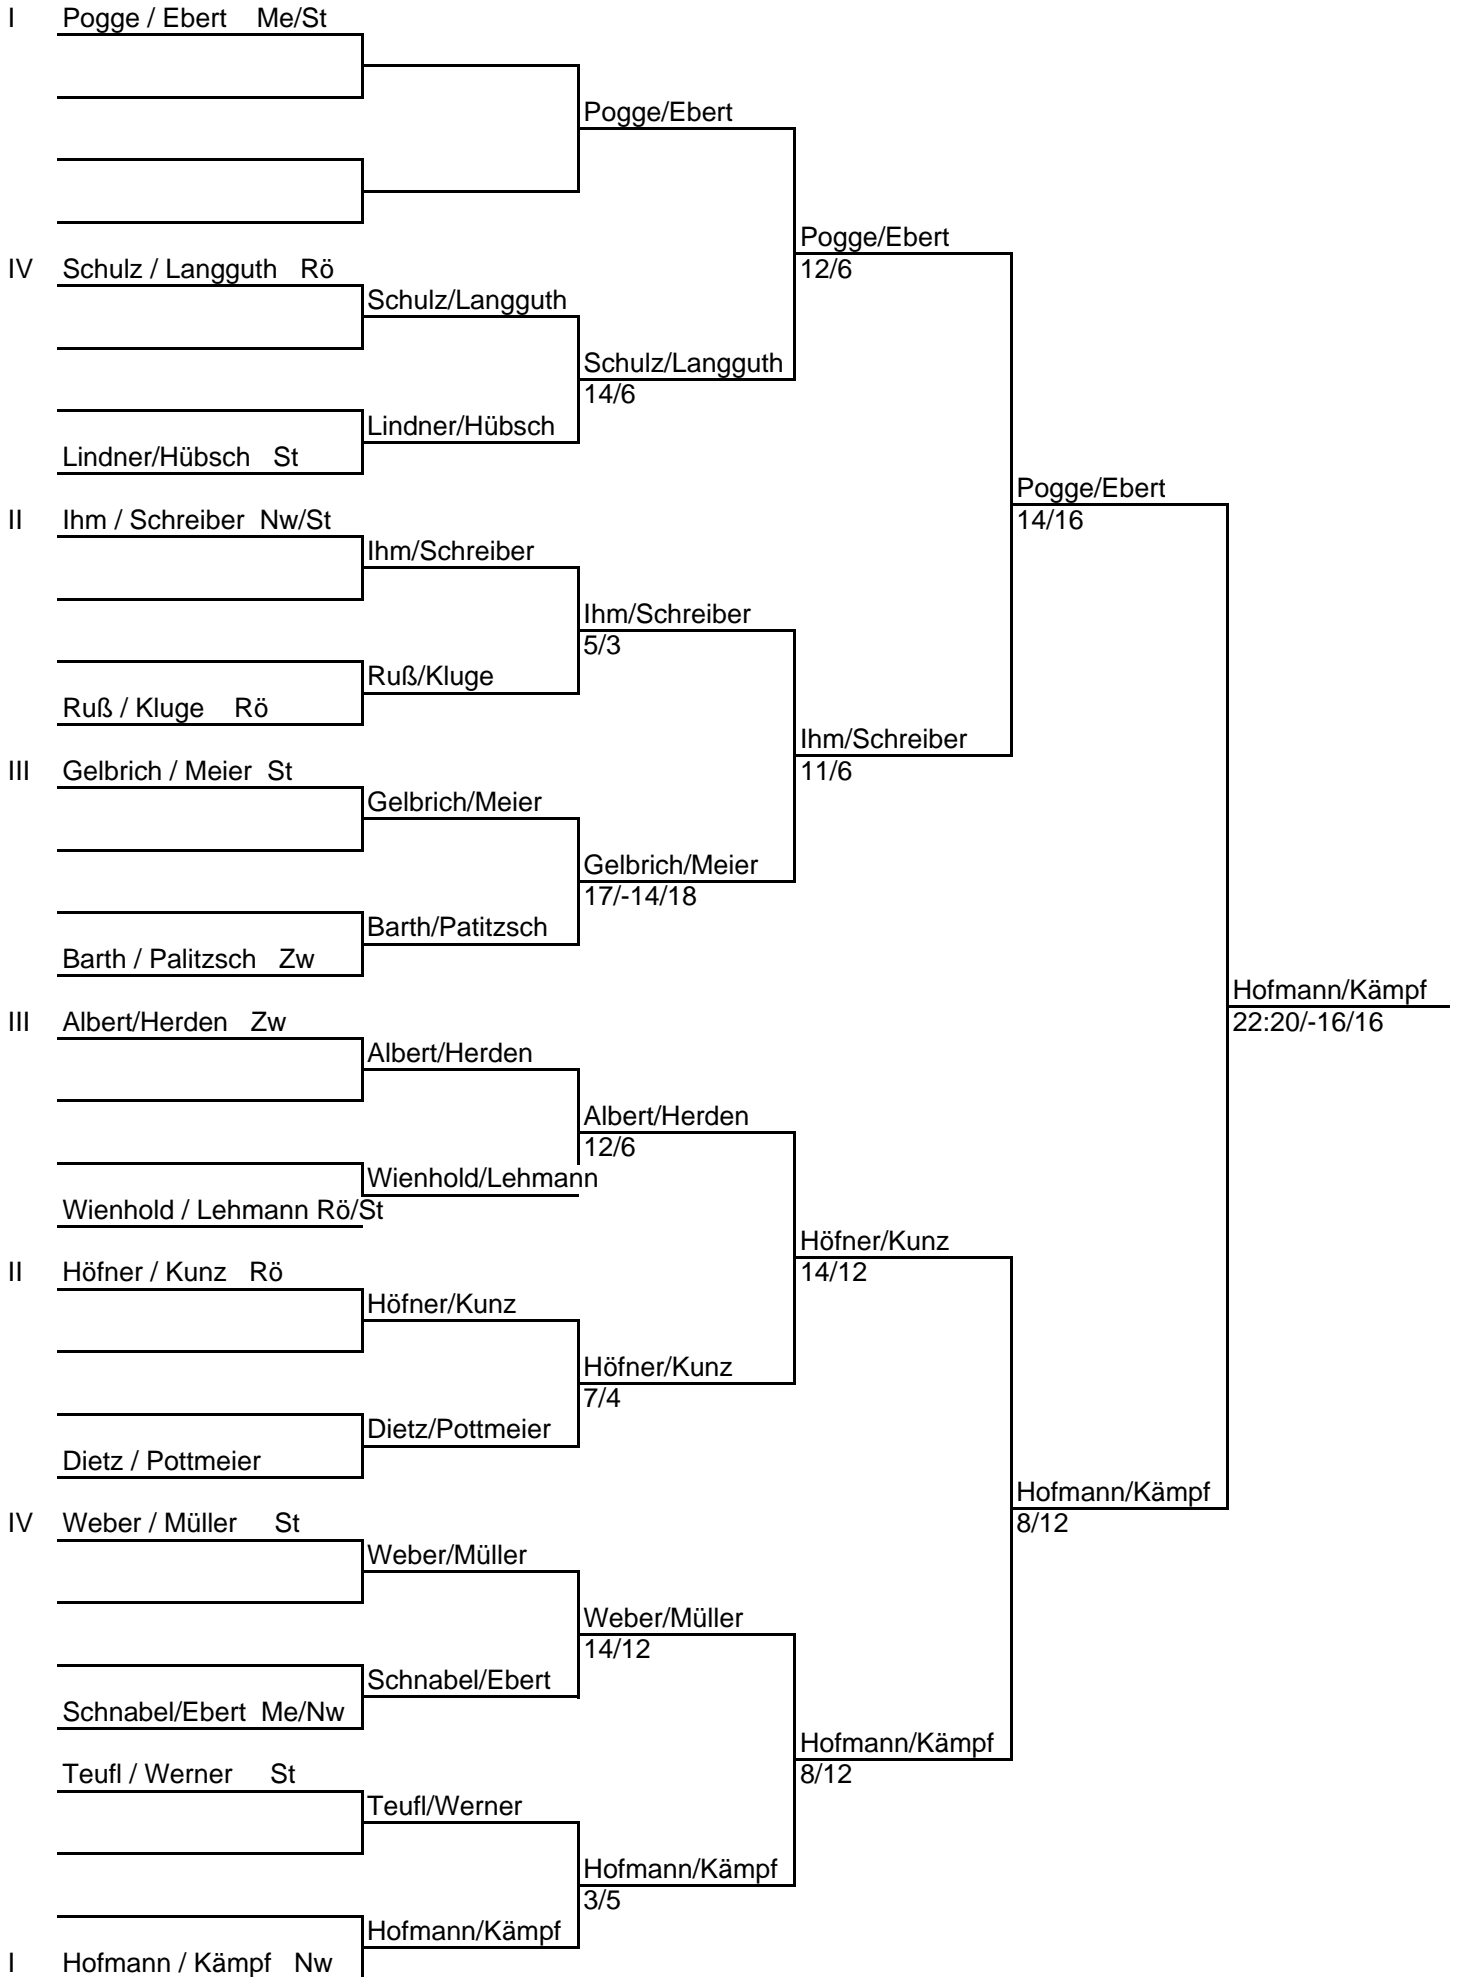 I Pogge / Ebert Me/St
Pogge/Ebert
Pogge/Ebert
IV Schulz / Langguth Rö
12/6
Schulz/Langguth
Schulz/Langguth
14/6
Lindner/Hübsch
Lindner/Hübsch St
Pogge/Ebert
II Ihm / Schreiber Nw/St
14/16
Ihm/Schreiber
Ihm/Schreiber
5/3
Ruß/Kluge
Ruß / Kluge Rö
Ihm/Schreiber
III Gelbrich / Meier St
11/6
Gelbrich/Meier
Gelbrich/Meier
17/-14/18
Barth/Patitzsch
Barth / Palitzsch Zw
Hofmann/Kämpf
III Albert/Herden Zw
22:20/-16/16
Albert/Herden
Albert/Herden
12/6
Wienhold/Lehmann
Wienhold / Lehmann Rö/St
Höfner/Kunz
II Höfner / Kunz Rö
14/12
Höfner/Kunz
Höfner/Kunz
7/4
Dietz/Pottmeier
Dietz / Pottmeier
Hofmann/Kämpf
IV Weber / Müller St
8/12
Weber/Müller
Weber/Müller
14/12
Schnabel/Ebert
Schnabel/Ebert Me/Nw
Hofmann/Kämpf
Teufl / Werner St
8/12
Teufl/Werner
Hofmann/Kämpf
3/5
Hofmann/Kämpf
I Hofmann / Kämpf Nw